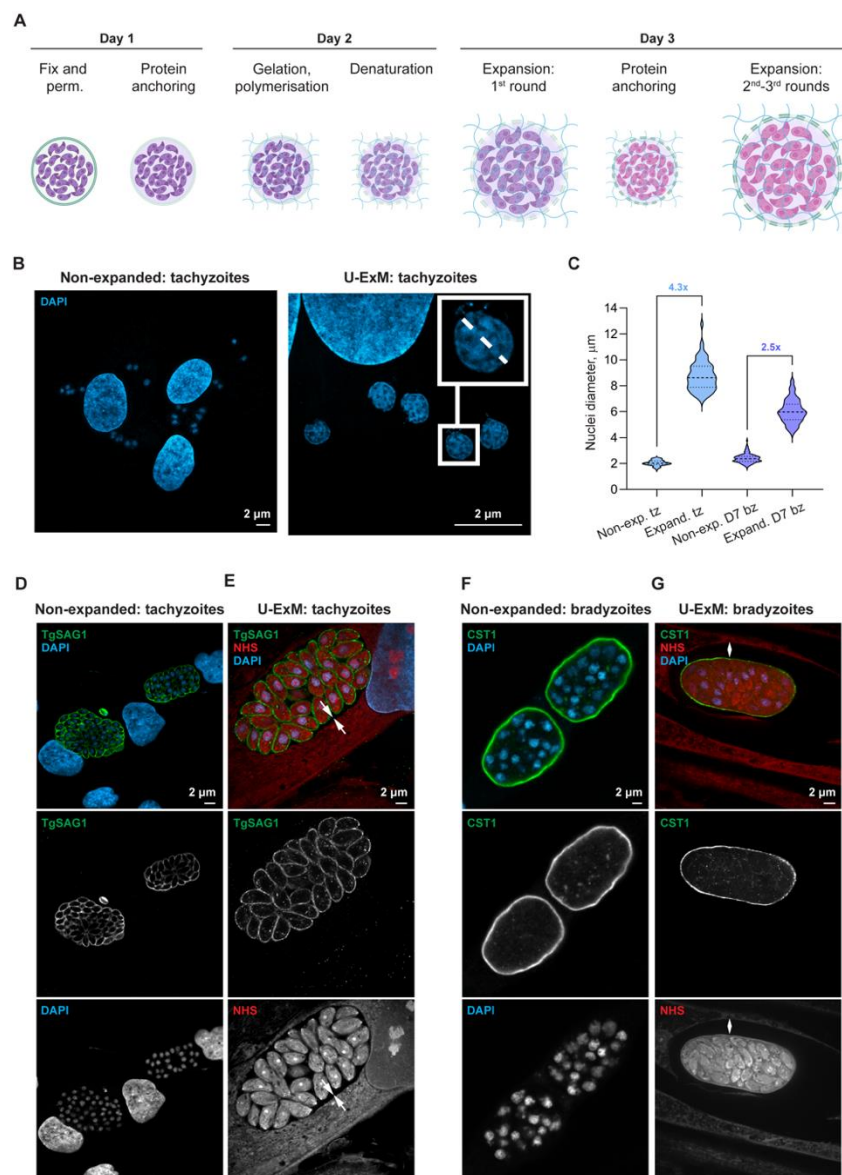 A
Day 1
Day 2
Day 3
Fix and
perm.
Protein
anchoring
Gelation,
polymerisation
Denaturation
Expansion:
1st round
Protein
anchoring
Expansion:
2nd-3rd rounds
B
Non-expanded: tachyzoites
U-ExM: tachyzoites
DAPI
2 µm
2 µm
C
4.3x
2.5x
Nuclei diameter, µm
14
12
10
8
6
4
2
0
Non-exp. tz
Expand. tz
Non-exp. D7 bz
Expand. D7 bz
D
Non-expanded: tachyzoites
TgSAG1
DAPI
2 µm
TgSAG1
DAPI
E
U-ExM: tachyzoites
TgSAG1
NHS
DAPI
2 µm
TgSAG1
NHS
F
Non-expanded: bradyzoites
CST1
DAPI
2 µm
CST1
DAPI
G
U-ExM: bradyzoites
CST1
NHS
DAPI
2 µm
CST1
NHS